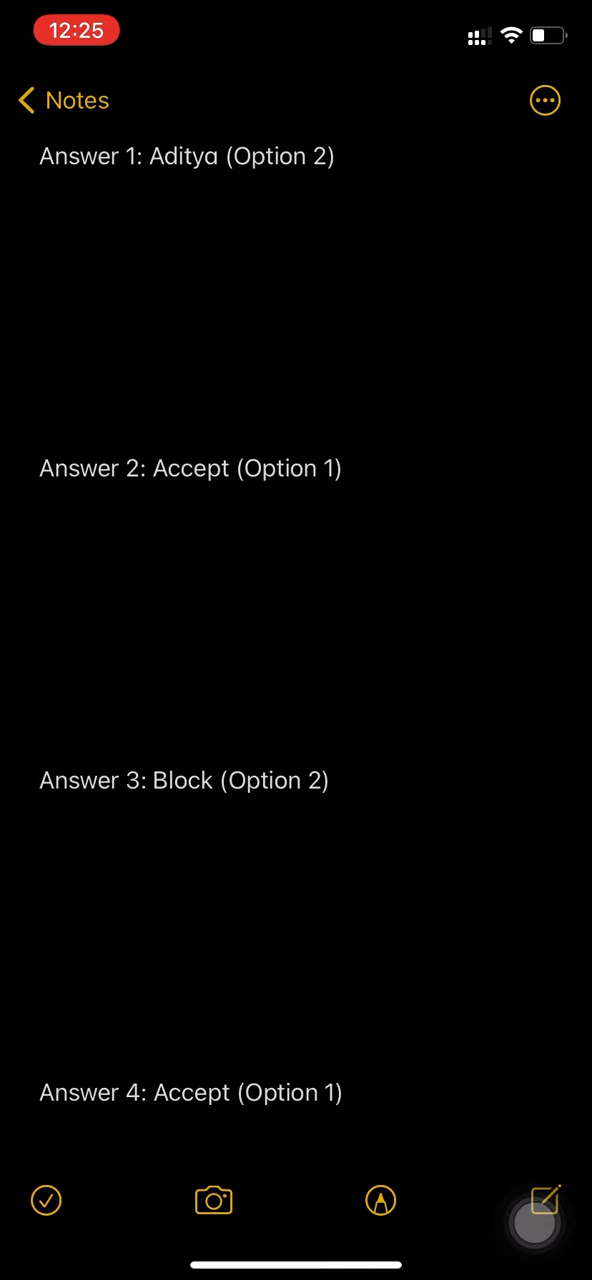 12:25
Notes
Answer 1: Aditya (Option 2)
Answer 2: Accept (Option 1)
Answer 3: Block (Option 2)
Answer 4: Accept (Option 1)